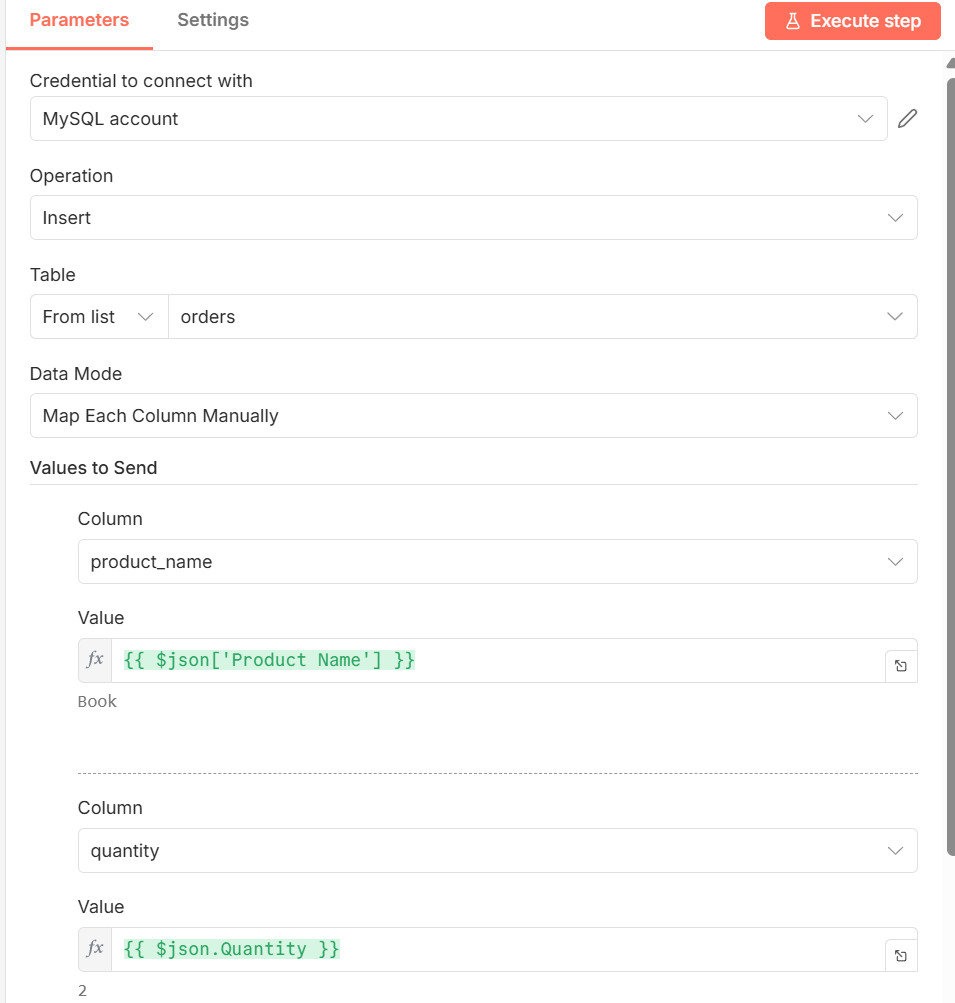 Parameters Settings Execute step
Credential to connect with
MySQL account
Operation
Insert
Table
From list orders
Data Mode
Map Each Column Manually
Values to Send
Column
product_name
Value
fx {{ $json['Product Name'] }}
Book
Column
quantity
Value
fx {{ $json.Quantity }}
2